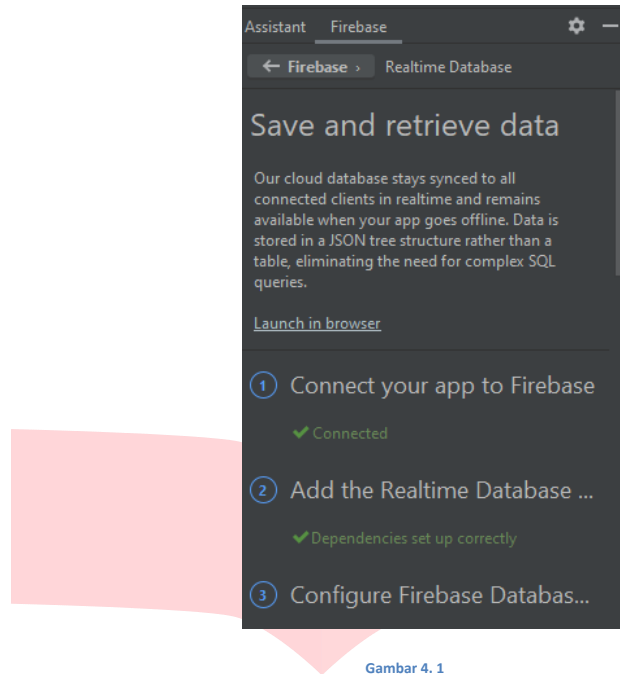 Assistant Firebase
← Firebase › Realtime Database
Save and retrieve data
Our cloud database stays synced to all
connected clients in realtime and remains
available when your app goes offline. Data is
stored in a JSON tree structure rather than a
table, eliminating the need for complex SQL
queries.
Launch in browser
1 Connect your app to Firebase
✔ Connected
2 Add the Realtime Database ...
✔ Dependencies set up correctly
3 Configure Firebase Databas...
Gambar 4. 1